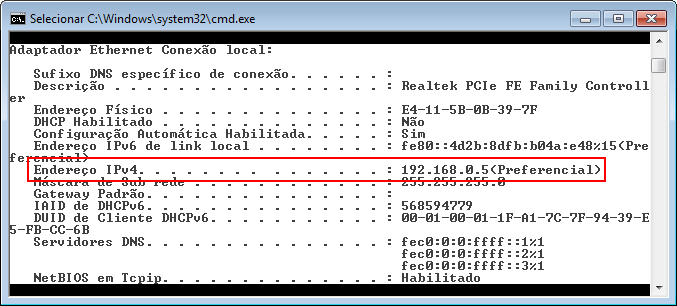 Selecionar C:\Windows\system32\cmd.exe
Adaptador Ethernet Conexão local:
Sufixo DNS específico de conexão. . . . . . :
Descrição . . . . . . . . . . . . . . . . . : Realtek PCIe FE Family Controll
er
Endereço Físico . . . . . . . . . . . . . . : E4-11-5B-0B-39-7F
DHCP Habilitado . . . . . . . . . . . . . . : Não
Configuração Automática Habilitada. . . . . : Sim
Endereço IPv6 de link local . . . . . . . . : fe80::4d2b:8dfb:b04a:e48%15(Pre
ferencial)
Endereço IPv4. . . . . . . . . . . . . . . : 192.168.0.5(Preferencial)
Máscara de Sub rede . . . . . . . . . . . . : 255.255.255.0
Gateway Padrão. . . . . . . . . . . . . . . :
IAID de DHCPv6. . . . . . . . . . . . . . . : 568594779
DUID de Cliente DHCPv6. . . . . . . . . . . : 00-01-00-01-1F-A1-7C-7F-94-39-E
5-FB-CC-6B
Servidores DNS. . . . . . . . . . . . . . . : fec0:0:0:ffff::1%1
fec0:0:0:ffff::2%1
fec0:0:0:ffff::3%1
NetBIOS em Tcpip. . . . . . . . . . . . . . : Habilitado